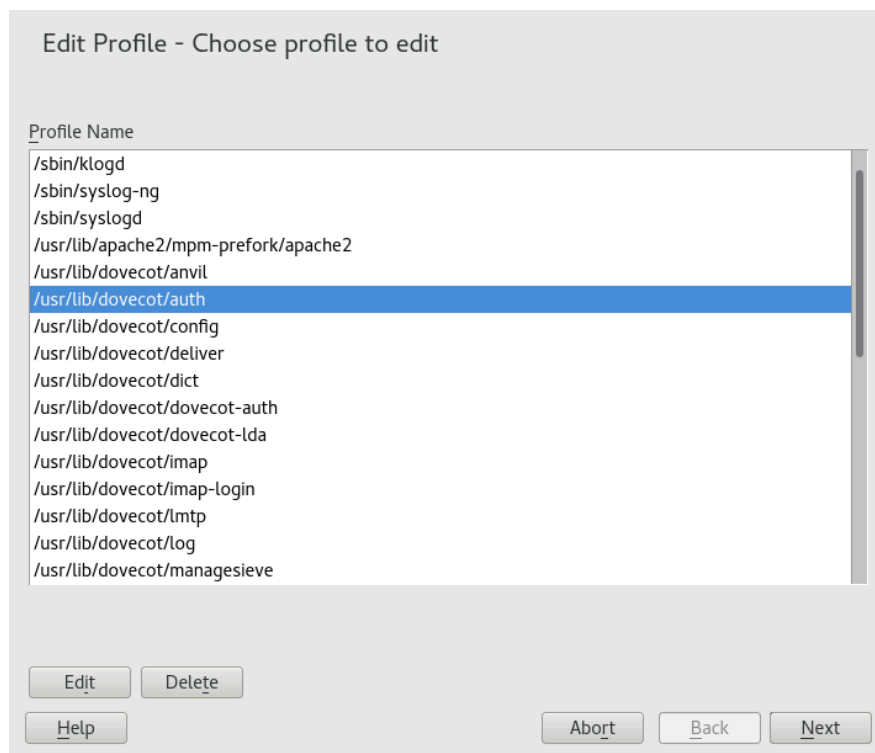 Edit Profile - Choose profile to edit
Profile Name
/sbin/klogd
/sbin/syslog-ng
/sbin/syslogd
/usr/lib/apache2/mpm-prefork/apache2
/usr/lib/dovecot/anvil
/usr/lib/dovecot/auth
/usr/lib/dovecot/config
/usr/lib/dovecot/deliver
/usr/lib/dovecot/dict
/usr/lib/dovecot/dovecot-auth
/usr/lib/dovecot/dovecot-lda
/usr/lib/dovecot/imap
/usr/lib/dovecot/imap-login
/usr/lib/dovecot/lmtp
/usr/lib/dovecot/log
/usr/lib/dovecot/managesieve
Edit Delete
Help Abort Back Next